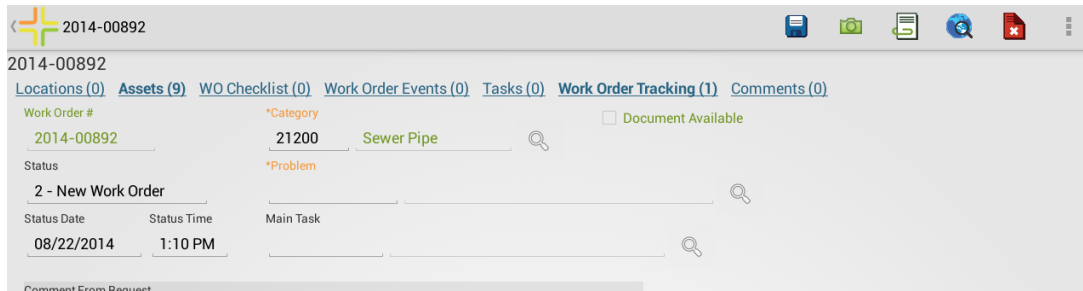 2014-00892
2014-00892
Locations (0) Assets (9) WO Checklist (0) Work Order Events (0) Tasks (0) Work Order Tracking (1) Comments (0)
Work Order # *Category Document Available
2014-00892 21200 Sewer Pipe
Status *Problem
2 - New Work Order
Status Date Status Time Main Task
08/22/2014 1:10 PM
Comment From Request